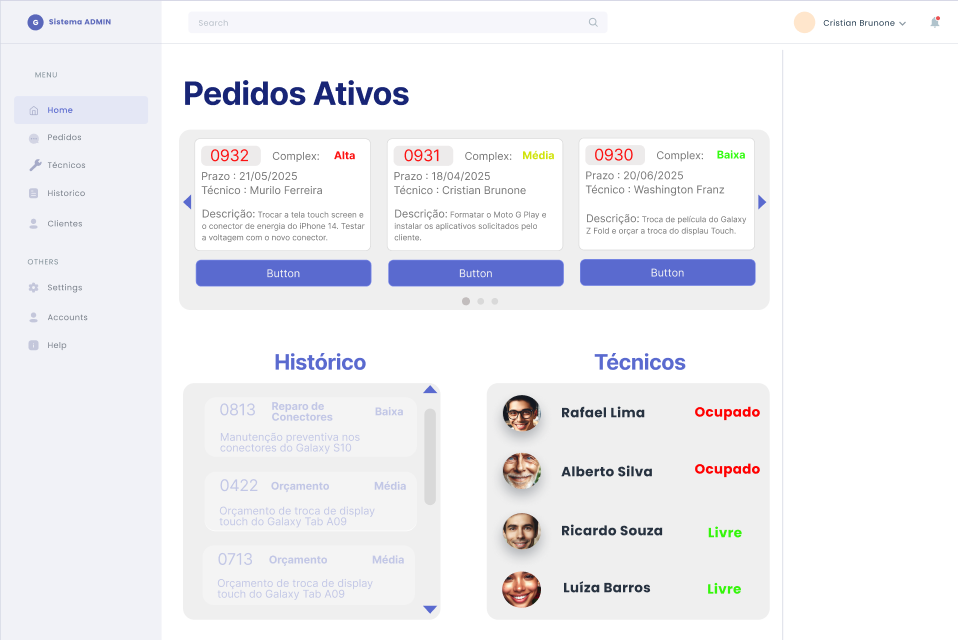 G Sistema ADMIN
Search
Cristian Brunone
MENU
Home
Pedidos
Técnicos
Historico
Clientes
OTHERS
Settings
Accounts
Help
Pedidos Ativos
0932 Complex: Alta
Prazo : 21/05/2025
Técnico : Murilo Ferreira
Descrição: Trocar a tela touch screen e
o conector de energia do iPhone 14. Testar
a voltagem com o novo conector.
Button
0931 Complex: Média
Prazo : 18/04/2025
Técnico : Cristian Brunone
Descrição: Formatar o Moto G Play e
instalar os aplicativos solicitados pelo
cliente.
Button
0930 Complex: Baixa
Prazo : 20/06/2025
Técnico : Washington Franz
Descrição: Troca de película do Galaxy
Z Fold e orçar a troca do displau Touch.
Button
Histórico
0813 Reparo de
Conectores Baixa
Manutenção preventiva nos
conectores do Galaxy S10
0422 Orçamento Média
Orçamento de troca de display
touch do Galaxy Tab A09
0713 Orçamento Média
Orçamento de troca de display
touch do Galaxy Tab A09
Técnicos
Rafael Lima Ocupado
Alberto Silva Ocupado
Ricardo Souza Livre
Luíza Barros Livre